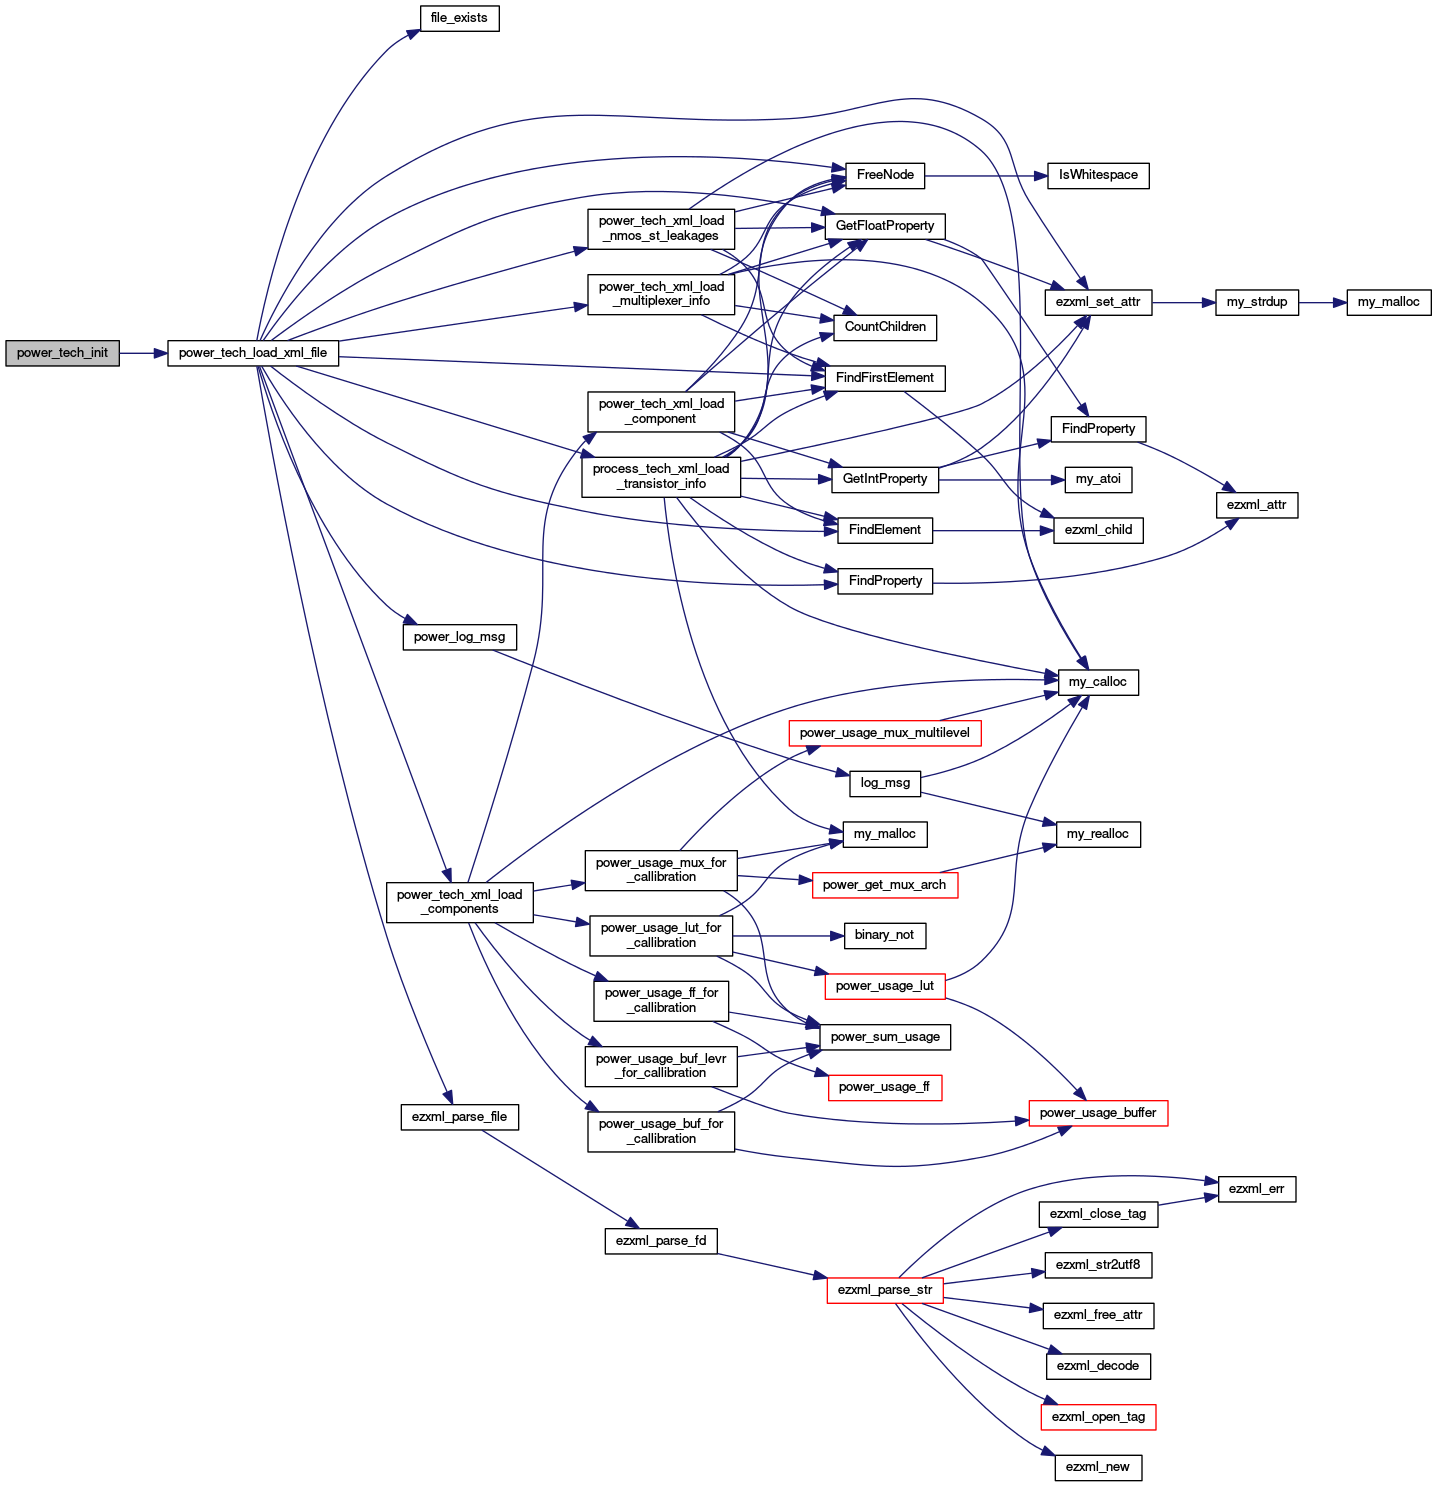 file_exists
FreeNode
IsWhitespace
power_tech_xml_load
_nmos_st_leakages
GetFloatProperty
power_tech_xml_load
_multiplexer_info
ezxml_set_attr
my_strdup
my_malloc
CountChildren
power_tech_init
power_tech_load_xml_file
FindFirstElement
power_tech_xml_load
_component
FindProperty
process_tech_xml_load
_transistor_info
GetIntProperty
my_atoi
ezxml_attr
FindElement
ezxml_child
FindProperty
power_log_msg
my_calloc
power_usage_mux_multilevel
log_msg
my_malloc
my_realloc
power_usage_mux_for
_callibration
power_get_mux_arch
power_tech_xml_load
_components
power_usage_lut_for
_callibration
binary_not
power_usage_lut
power_usage_ff_for
_callibration
power_sum_usage
power_usage_buf_levr
_for_callibration
power_usage_ff
ezxml_parse_file
power_usage_buffer
power_usage_buf_for
_callibration
ezxml_err
ezxml_close_tag
ezxml_parse_fd
ezxml_str2utf8
ezxml_parse_str
ezxml_free_attr
ezxml_decode
ezxml_open_tag
ezxml_new